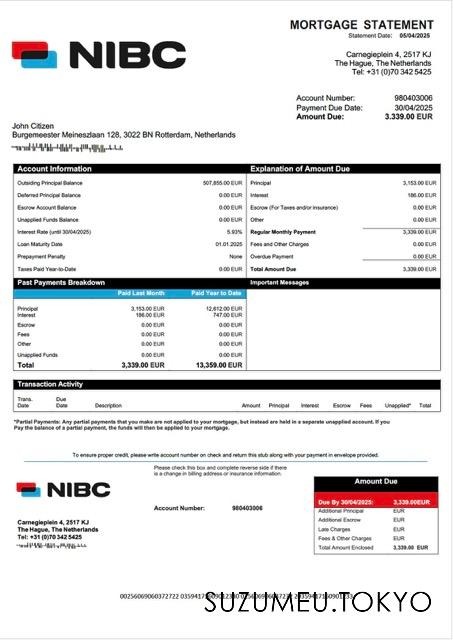 MORTGAGE STATEMENT
Statement Date: 05/04/2025
NIBC
Carnegieplein 4, 2517 KJ
The Hague, The Netherlands
Tel: +31 (0)70 342 5425
Account Number: 980403006
Payment Due Date: 30/04/2025
Amount Due: 3.339.00 EUR
John Citizen
Burgemeester Meineszlaan 128, 3022 BN Rotterdam, Netherlands
Account Information
Outsiding Principal Balance 507,855.00 EUR
Deferred Principal Balance 0.00 EUR
Escrow Account Balance 0.00 EUR
Unapplied Funds Balance 0.00 EUR
Interest Rate (until 30/04/2025) 5.93%
Loan Maturity Date 01.01.2025
Prepayment Penalty None
Taxes Paid Year-to-Date 0.00 EUR
Explanation of Amount Due
Principal 3,153.00 EUR
Interest 186.00 EUR
Escrow (For Taxes and/or insurance) 0.00 EUR
Other 0.00 EUR
Regular Monthly Payment 3,339.00 EUR
Fees and Other Charges 0.00 EUR
Overdue Payment 0.00 EUR
Total Amount Due 3,339.00 EUR
Past Payments Breakdown
Paid Last Month Paid Year to Date
Principal 3,153.00 EUR 12,612.00 EUR
Interest 186.00 EUR 747.00 EUR
Escrow 0.00 EUR 0.00 EUR
Fees 0.00 EUR 0.00 EUR
Other 0.00 EUR 0.00 EUR
Unapplied Funds 0.00 EUR 0.00 EUR
Total 3,339.00 EUR 13,359.00 EUR
Important Messages
Transaction Activity
Trans. Date Due Date Description Amount Principal Interest Escrow Fees Unapplied* Total
*Partial Payments: Any partial payments that you make are not applied to your mortgage, but instead are held in a separate unapplied account. If you
Pay the balance of a partial payment, the funds will then be applied to your mortgage.
To ensure proper credit, please write account number on check and return this stub along with your payment in envelope provided.
Please check this box and complete reverse side if there
is a change in billing address or insurance information.
NIBC
Account Number: 980403006
Carnegieplein 4, 2517 KJ
The Hague, The Netherlands
Tel: +31 (0)70 342 5425
Amount Due
Due By 30/04/2025: 3,339.00EUR
Additional Principal EUR
Additional Escrow EUR
Late Charges EUR
Fees & Other Charges EUR
Total Amount Enclosed 3,339.00 EUR
SUZUMEU.TOKYO